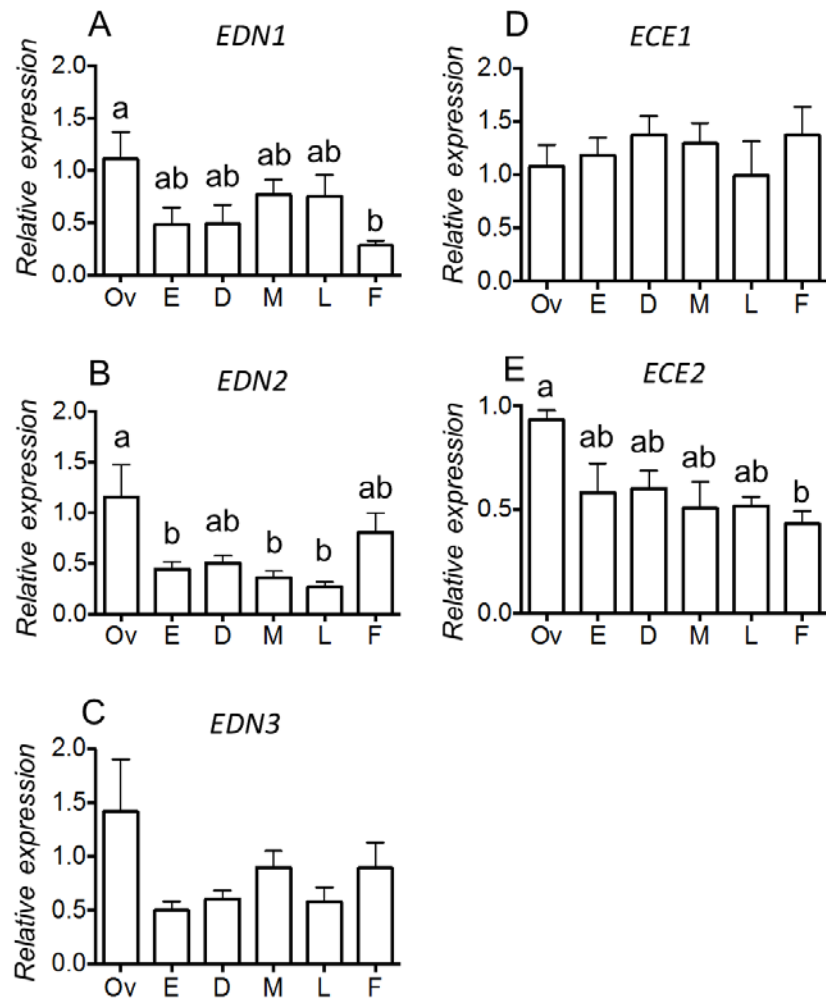 A
EDN1
Relative expression
2.0
1.5
1.0
0.5
0.0
a
ab
ab
ab
ab
b
Ov E D M L F
B
EDN2
Relative expression
2.0
1.5
1.0
0.5
0.0
a
b
ab
b
b
ab
Ov E D M L F
C
EDN3
Relative expression
2.0
1.5
1.0
0.5
0.0
Ov E D M L F
D
ECE1
Relative expression
2.0
1.5
1.0
0.5
0.0
Ov E D M L F
E
ECE2
Relative expression
1.0
0.5
0.0
a
ab
ab
ab
ab
b
Ov E D M L F